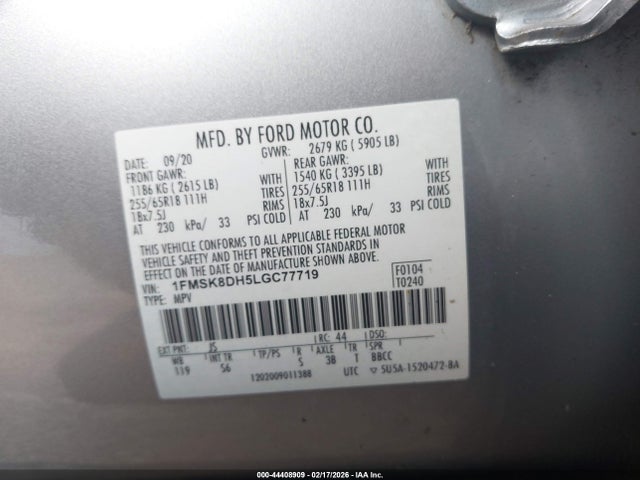 MFD. BY FORD MOTOR CO.
DATE: 09/20 GVWR: 2679 KG ( 5905 LB)
FRONT GAWR: WITH REAR GAWR: WITH
1186 KG ( 2615 LB) TIRES 1540 KG ( 3395 LB) TIRES
255/65R18 111H RIMS 255/65R18 111H RIMS
18x7.5J 18x7.5J
AT 230 kPa/ 33 PSI COLD AT 230 kPa/ 33 PSI COLD
THIS VEHICLE CONFORMS TO ALL APPLICABLE FEDERAL MOTOR
VEHICLE SAFETY AND THEFT PREVENTION STANDARDS IN
EFFECT ON THE DATE OF MANUFACTURE SHOWN ABOVE.
VIN: 1FMSK8DH5LGC77719 F0104
TYPE: MPV T0240
EXT PNT: JS RC: 44 DSO:
WB INT TR TP/PS R AXLE TR SPR
119 S6 5 3B T BBCC
1202009011388 UTC ▽ 5U5A-1520472-BA
000-44408909 - 02/17/2026 - IAA Inc.